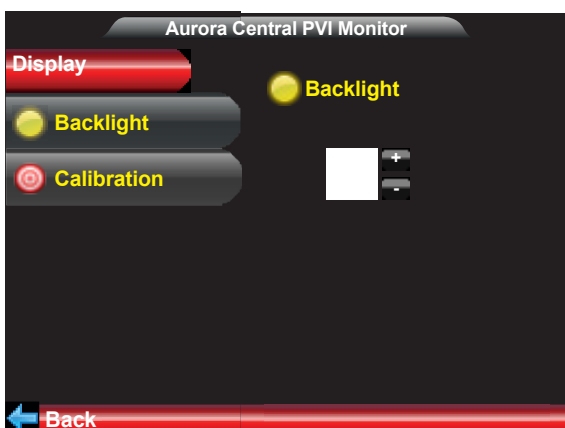 Aurora Central PVI Monitor
Display
Backlight
Calibration
Backlight
+
-
Back